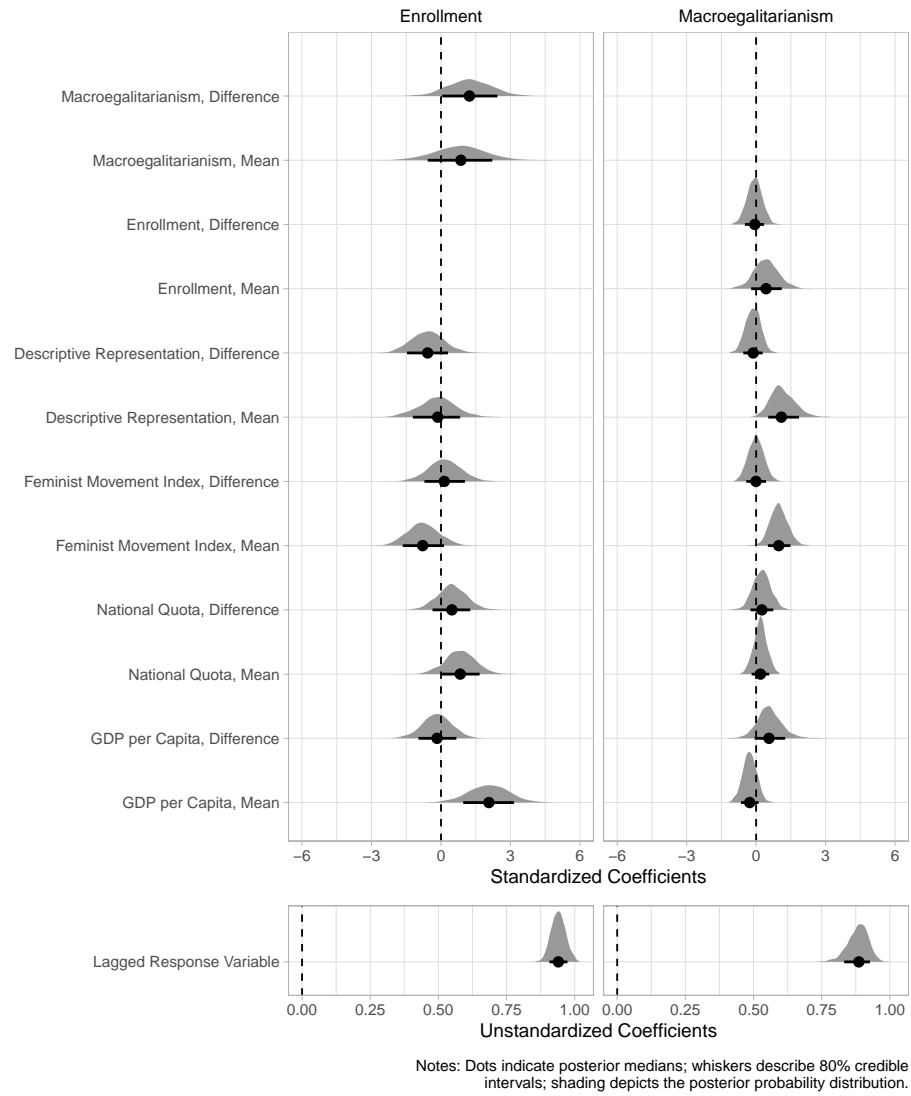 Enrollment
Macroegalitarianism
Macroegalitarianism, Difference
Macroegalitarianism, Mean
Enrollment, Difference
Enrollment, Mean
Descriptive Representation, Difference
Descriptive Representation, Mean
Feminist Movement Index, Difference
Feminist Movement Index, Mean
National Quota, Difference
National Quota, Mean
GDP per Capita, Difference
GDP per Capita, Mean
−6 −3 0 3 6 −6 −3 0 3 6
Standardized Coefficients
Lagged Response Variable
0.00 0.25 0.50 0.75 1.00 0.00 0.25 0.50 0.75 1.00
Unstandardized Coefficients
Notes: Dots indicate posterior medians; whiskers describe 80% credible
intervals; shading depicts the posterior probability distribution.